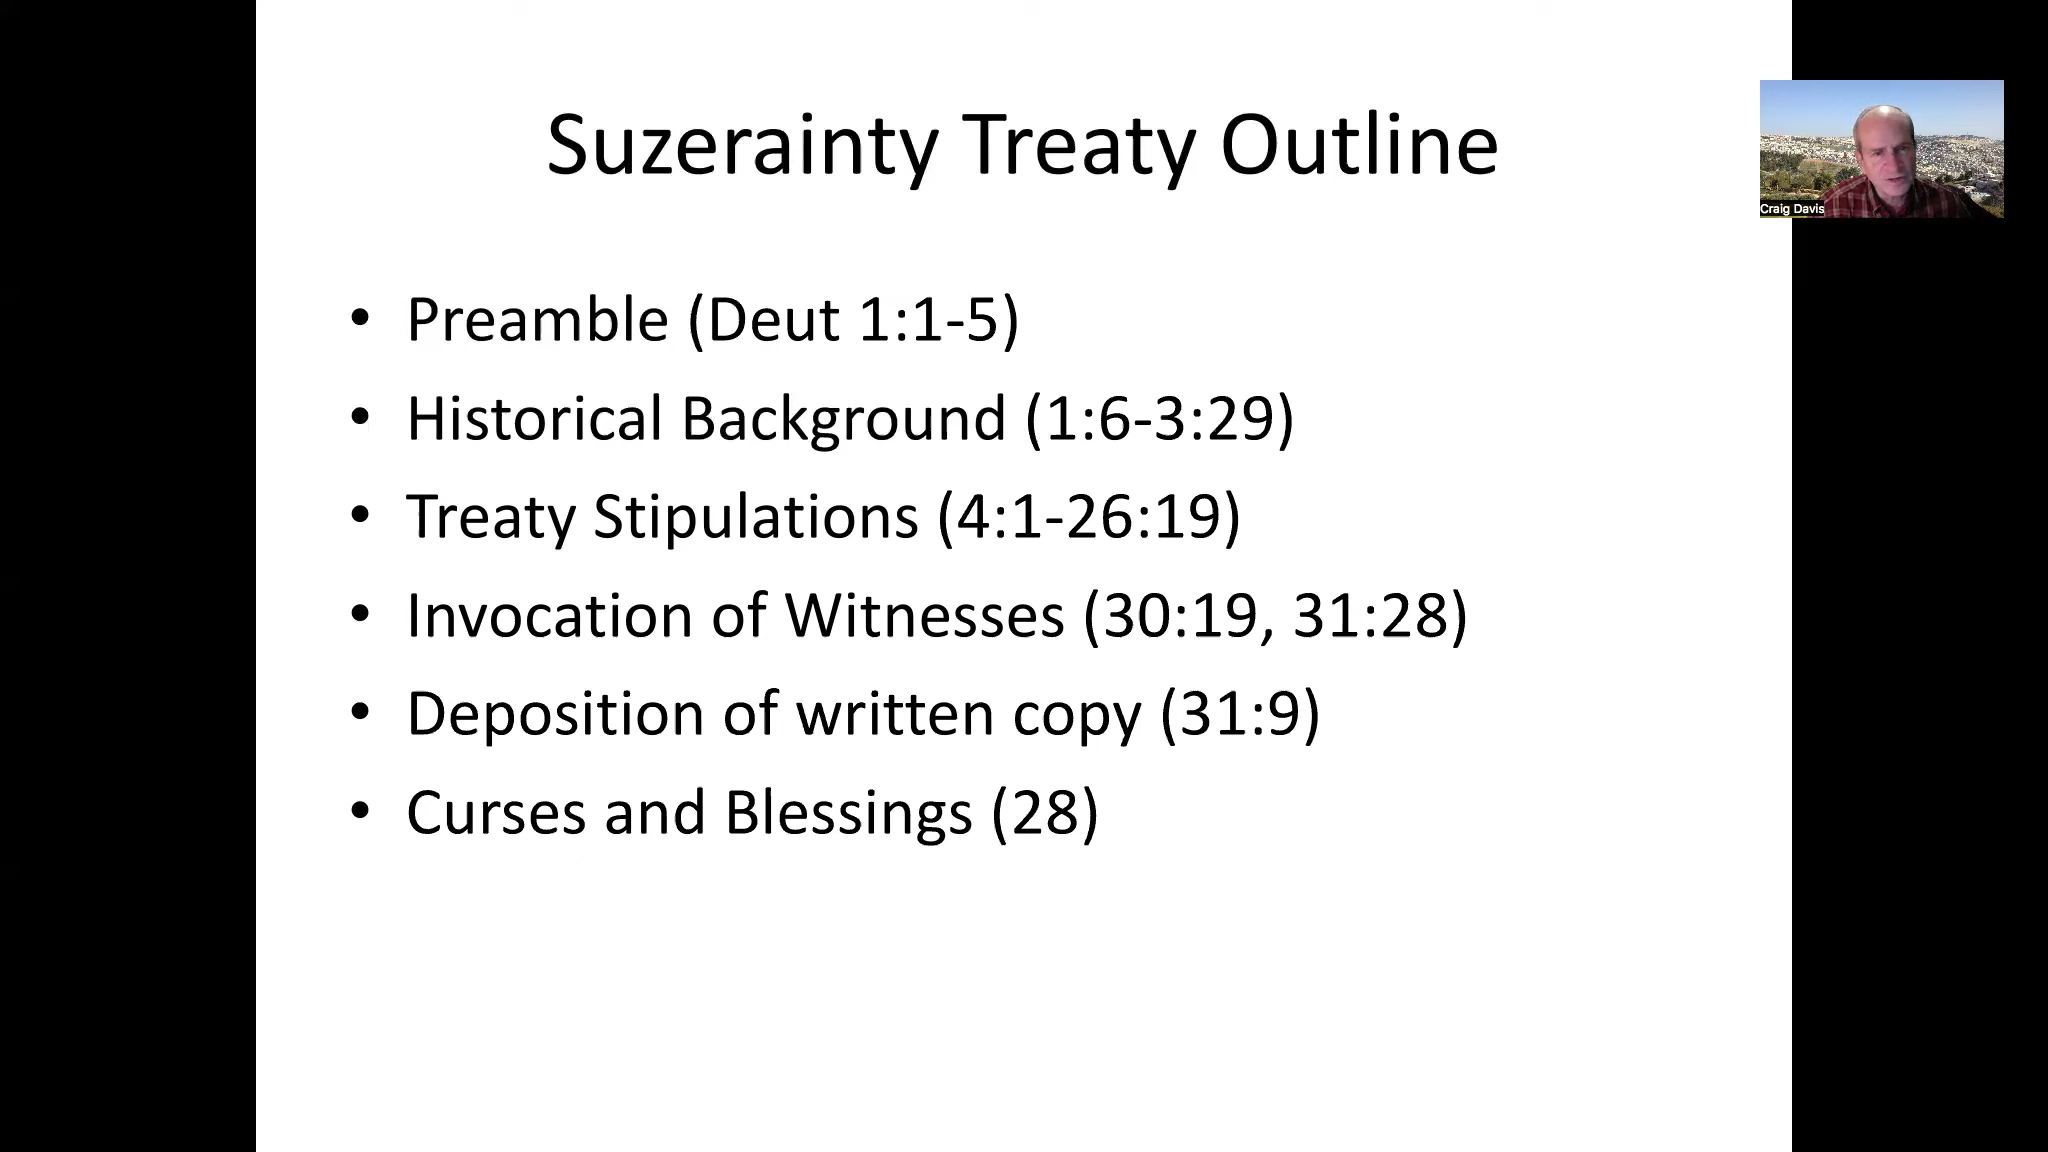 Suzerainty Treaty Outline
Craig Davis
• Preamble (Deut 1:1-5)
• Historical Background (1:6-3:29)
• Treaty Stipulations (4:1-26:19)
• Invocation of Witnesses (30:19, 31:28)
• Deposition of written copy (31:9)
• Curses and Blessings (28)